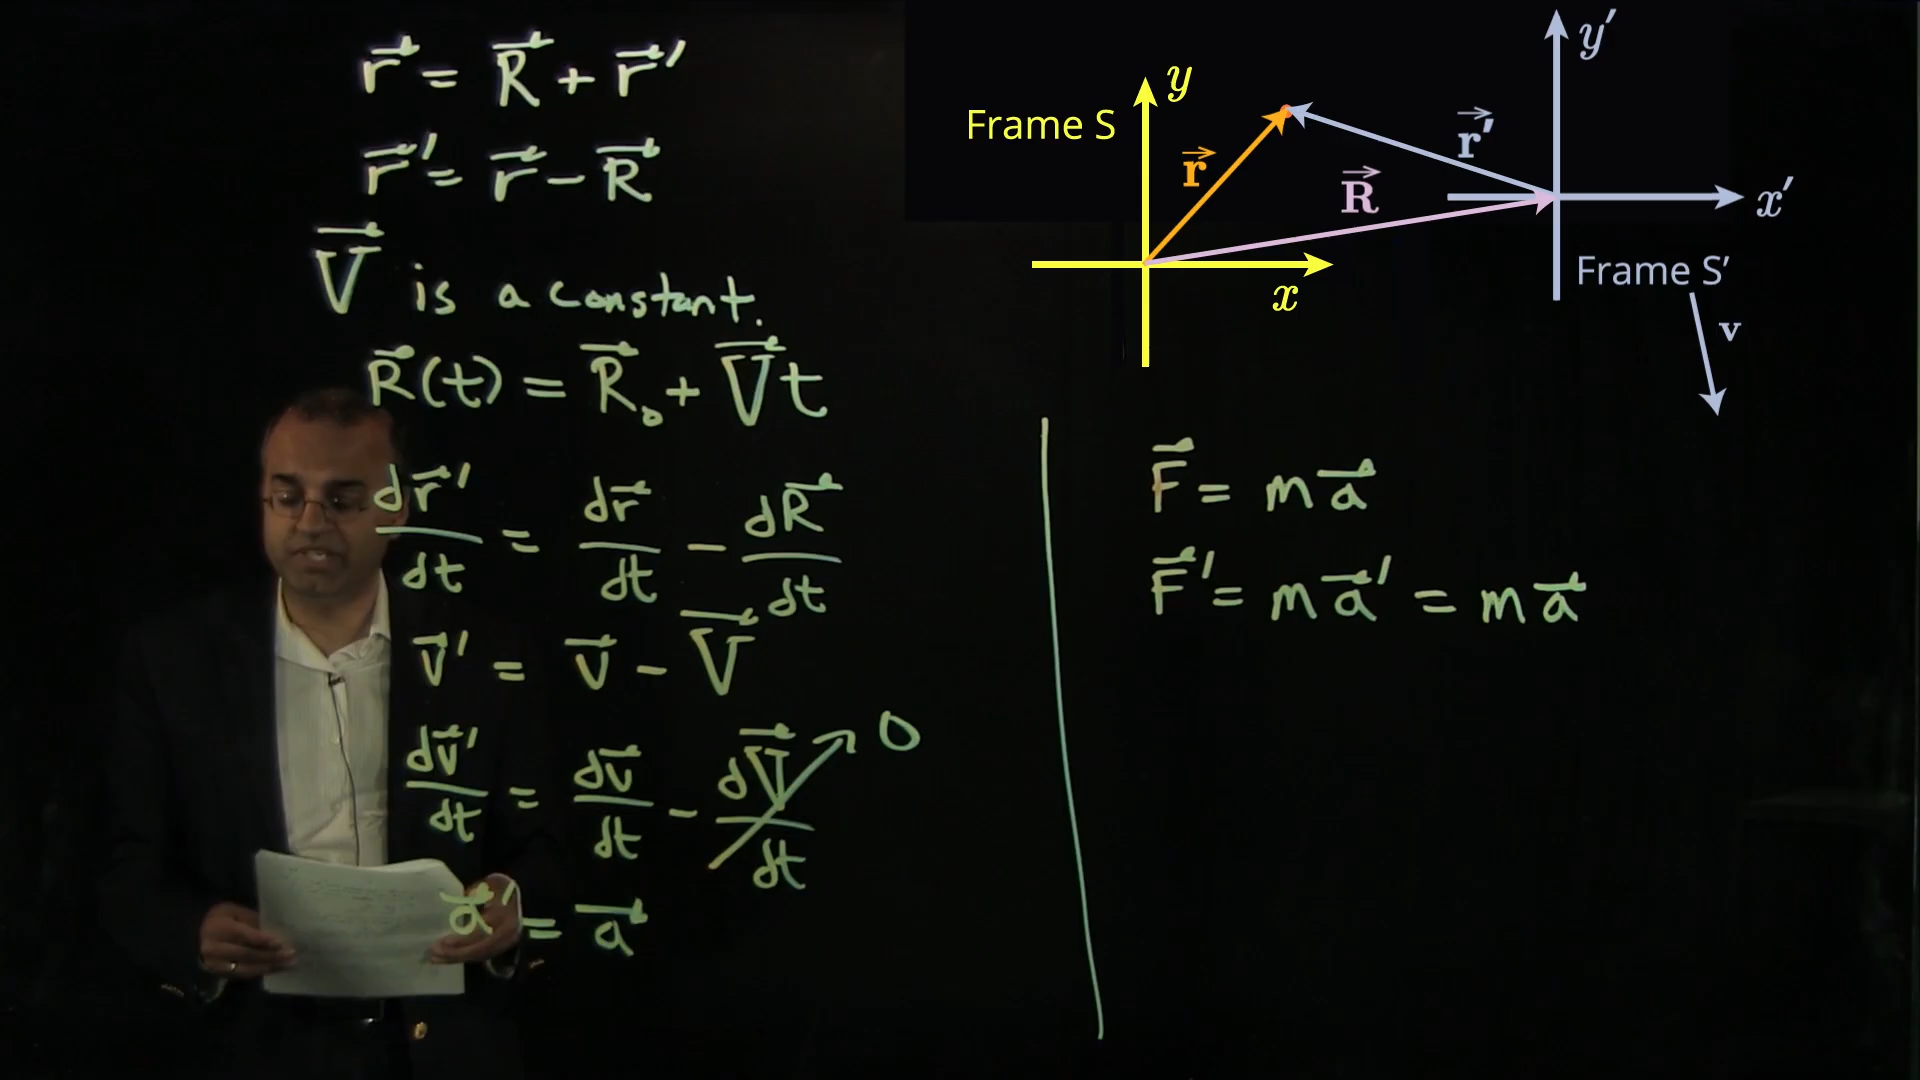 r⃗ = R⃗ + r⃗′
r⃗′ = r⃗ − R⃗
V⃗ is a constant.
R⃗(t) = R⃗₀ + V⃗t
dr⃗′/dt = dr⃗/dt − dR⃗/dt
v⃗′ = v⃗ − V⃗
dv⃗′/dt = dv⃗/dt − dV⃗/dt ↗ 0
a⃗′ = a⃗
y
Frame S
r⃗
R⃗
r⃗′
x
y′
x′
Frame S’
v
F⃗ = ma⃗
F⃗′ = ma⃗′ = ma⃗